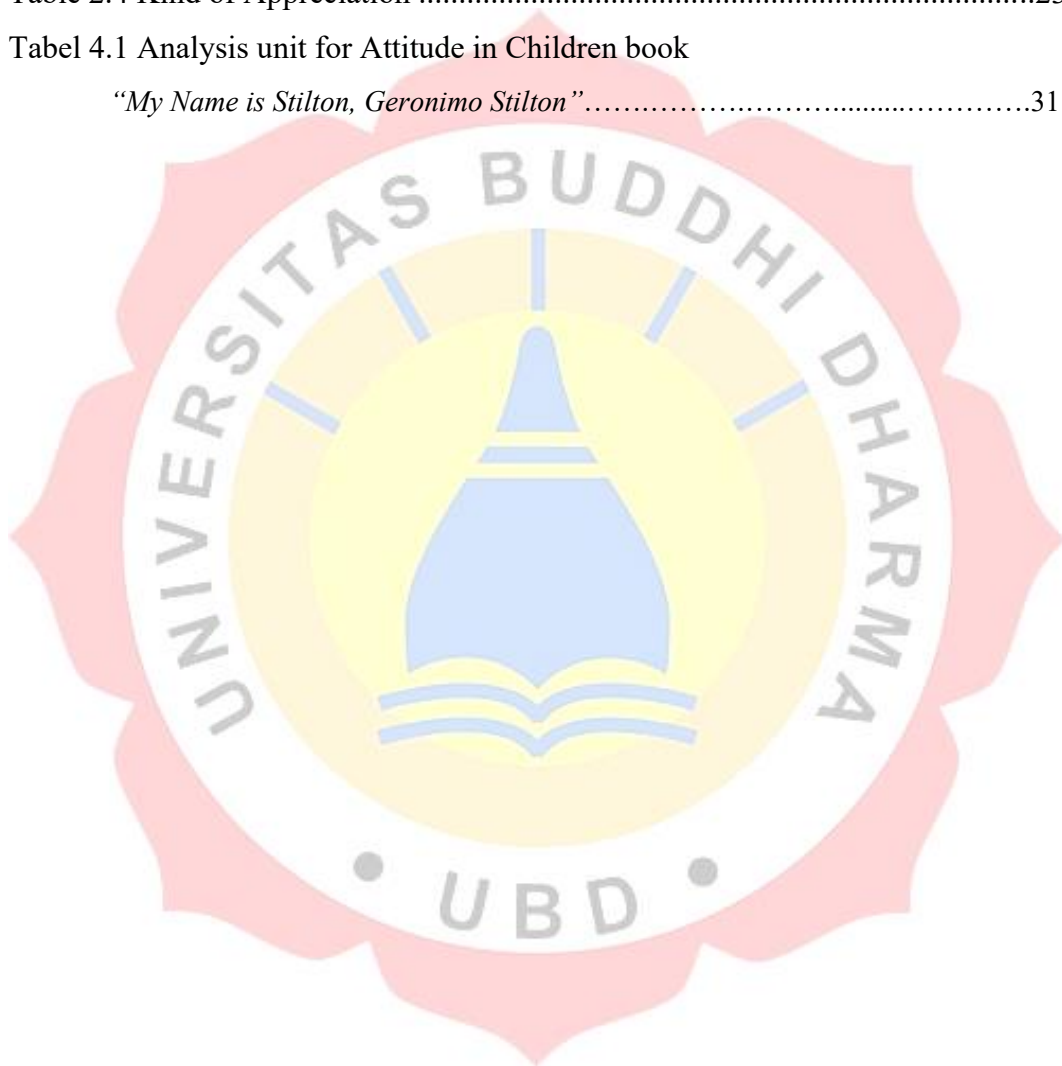 Table 2.4 Kind of Appreciation ....................................................................23
Tabel 4.1 Analysis unit for Attitude in Children book
“My Name is Stilton, Geronimo Stilton”…….…………….………...........………….31
UNIVERSITAS BUDDHI DHARMA
• UBD •